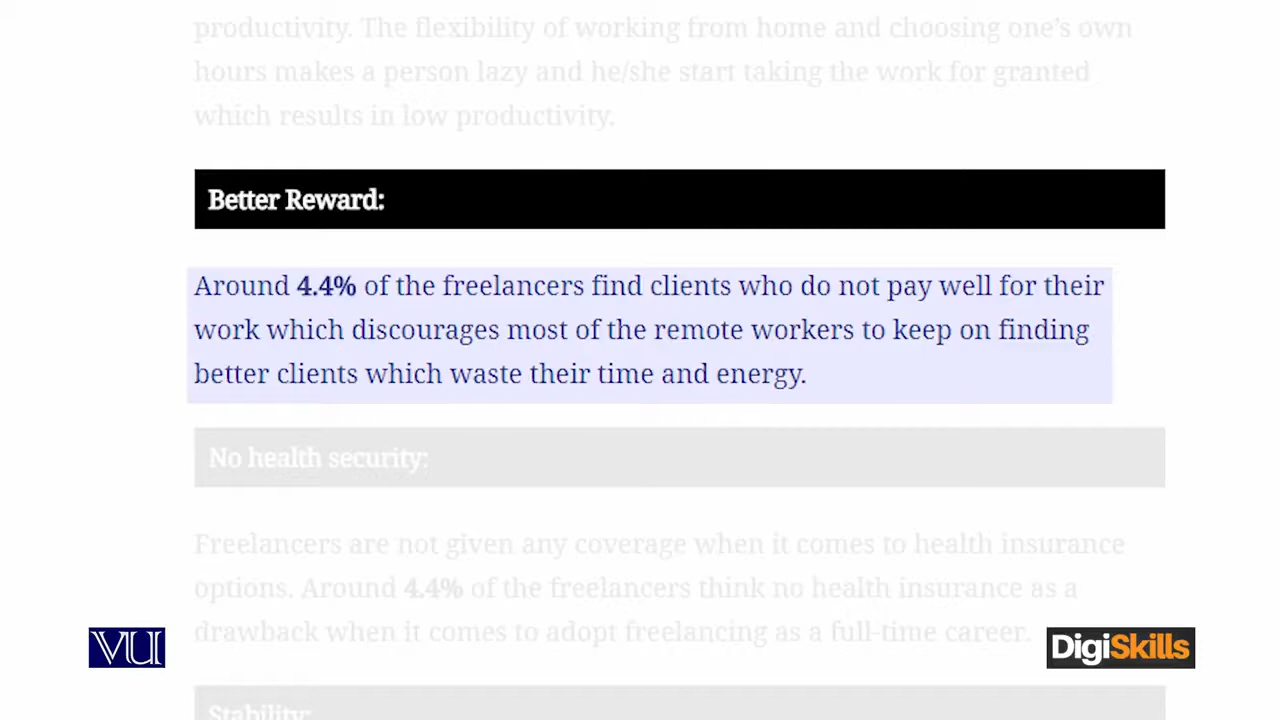 productivity. The flexibility of working from home and choosing one's own
hours makes a person lazy and he/she start taking the work for granted
which results in low productivity.
Better Reward:
Around 4.4% of the freelancers find clients who do not pay well for their
work which discourages most of the remote workers to keep on finding
better clients which waste their time and energy.
No health security:
Freelancers are not given any coverage when it comes to health insurance
options. Around 4.4% of the freelancers think no health insurance as a
drawback when it comes to adopt freelancing as a full-time career.
VU
DigiSkills
Stability: